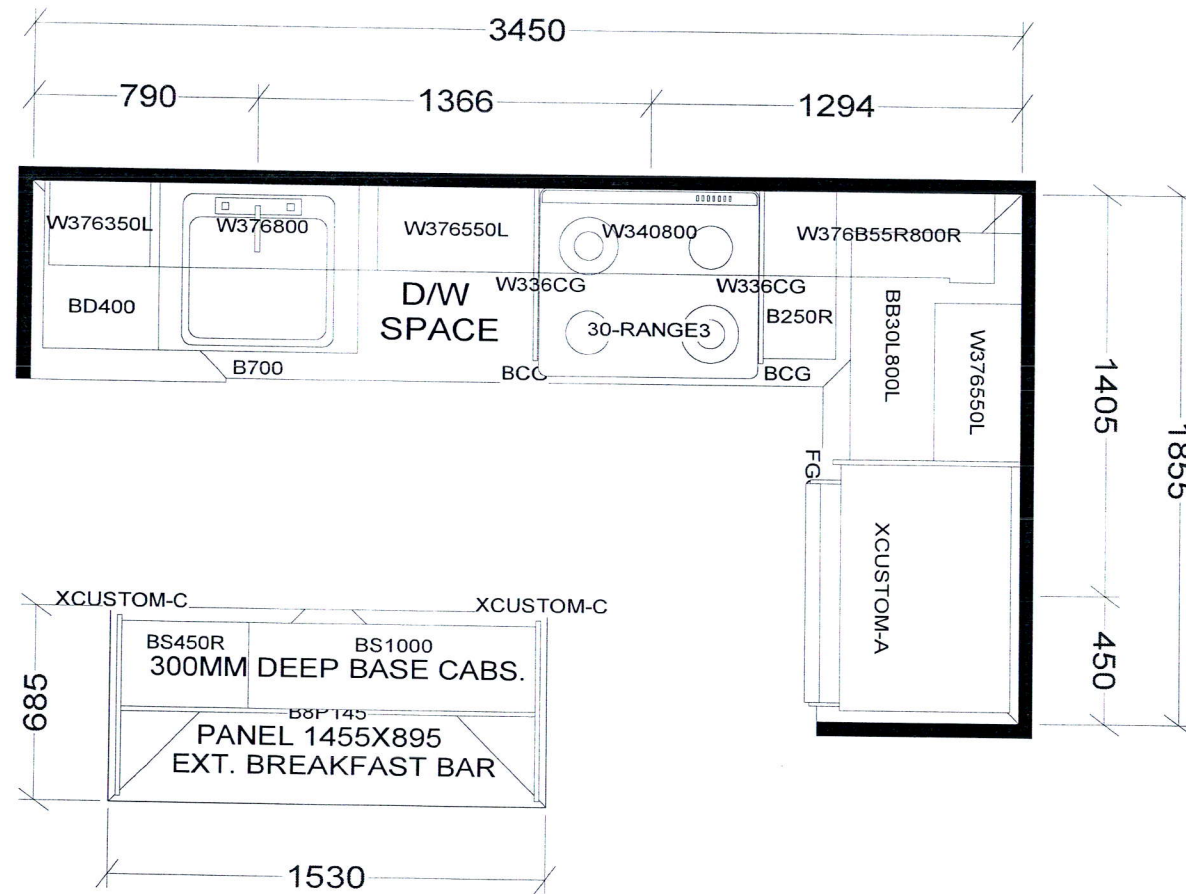 3450
790
1366
1294
W376350L
W376800
W376550L
W340800
W376B55R800R
W336CG
W336CG
BD400
D/W
SPACE
30-RANGE3
B250R
BB30L800L
W376550L
B700
BCG
BCG
1405
1855
FG
XCUSTOM-A
450
XCUSTOM-C
XCUSTOM-C
BS450R
BS1000
300MM DEEP BASE CABS.
685
B8P145
PANEL 1455X895
EXT. BREAKFAST BAR
1530